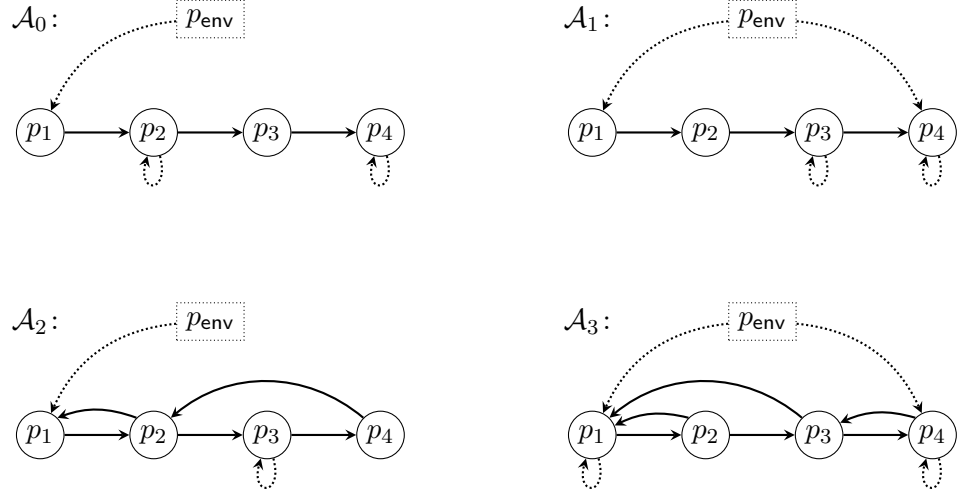 𝒜₀: p_env 𝒜₁: p_env
p₁ p₂ p₃ p₄ p₁ p₂ p₃ p₄
𝒜₂: p_env 𝒜₃: p_env
p₁ p₂ p₃ p₄ p₁ p₂ p₃ p₄